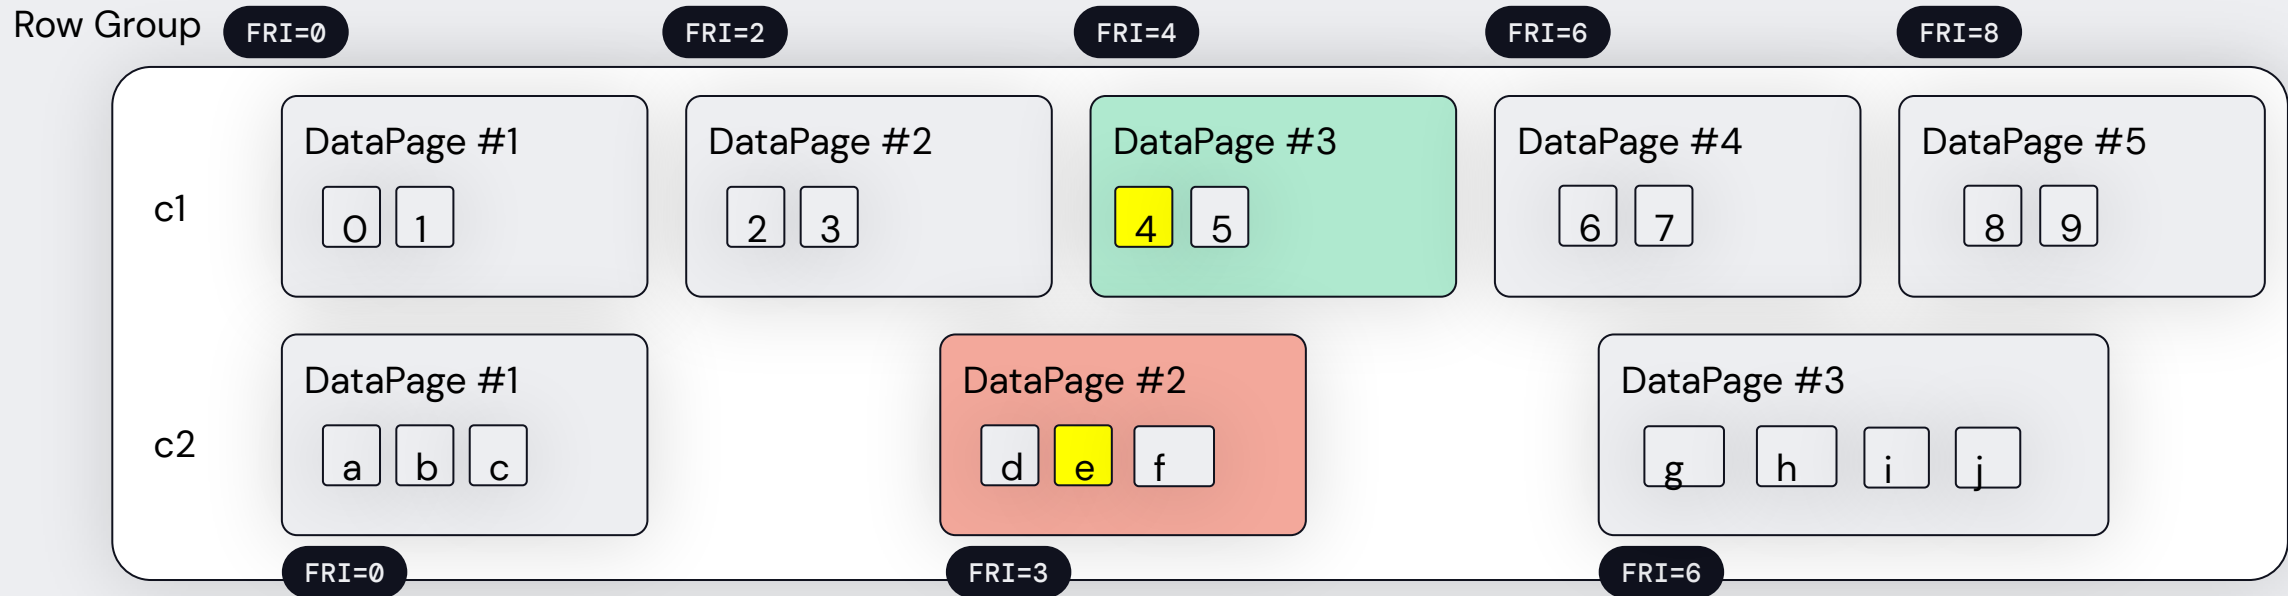 Row Group FRI=0 FRI=2 FRI=4 FRI=6 FRI=8
DataPage #1 DataPage #2 DataPage #3 DataPage #4 DataPage #5
c1 0 1 2 3 4 5 6 7 8 9
DataPage #1 DataPage #2 DataPage #3
c2 a b c d e f g h i j
FRI=0 FRI=3 FRI=6